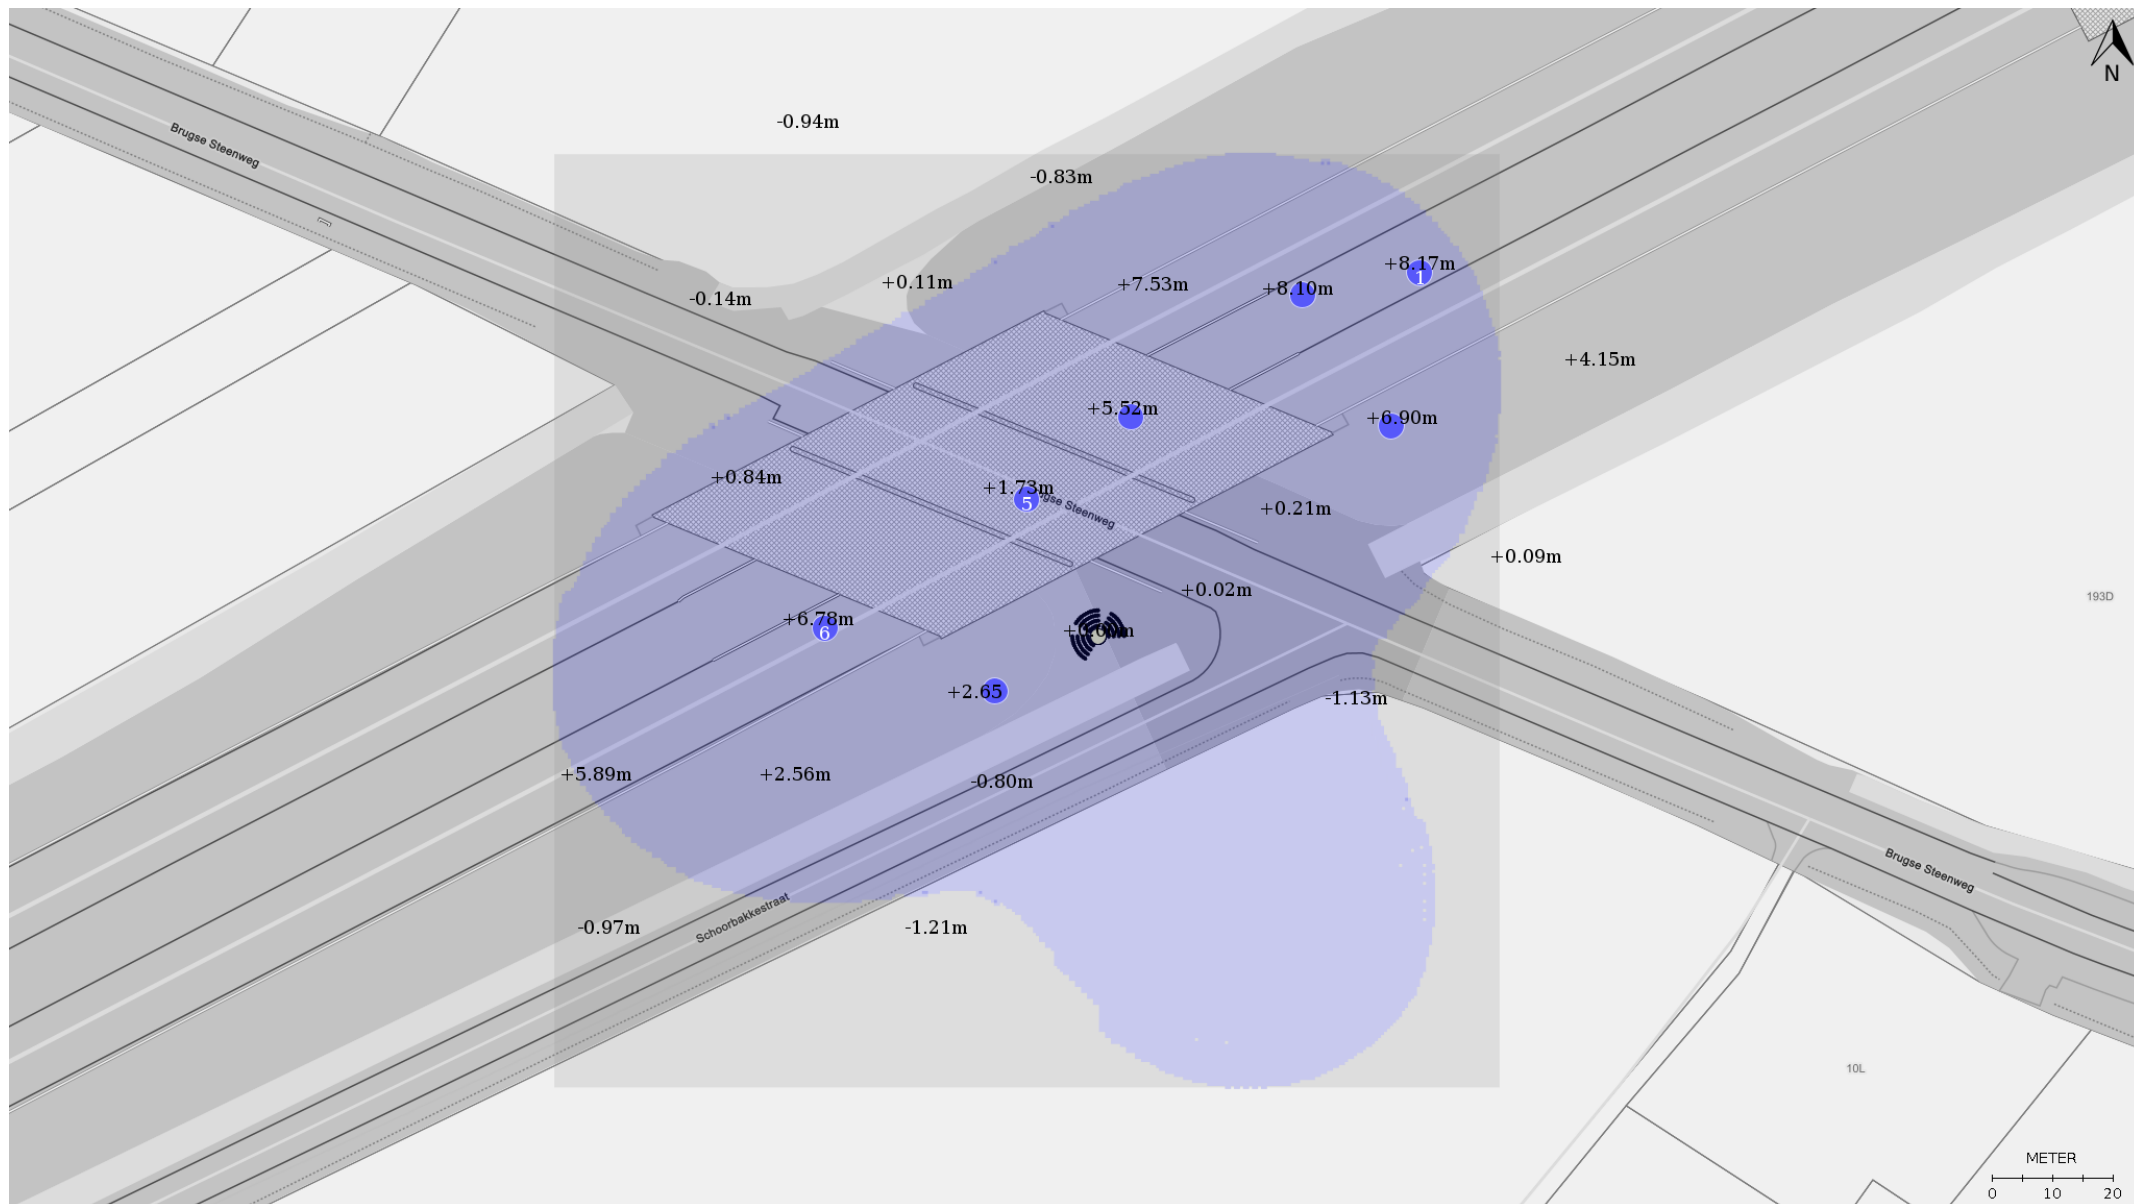 N
-0.94m
Brugse Steenweg
-0.83m
+8.17m
1
+0.11m
+7.53m
+8.10m
-0.14m
+4.15m
+5.52m
+6.90m
+0.84m
+1.73m
5
Steenweg
+0.21m
+0.09m
+0.02m
193D
+6.78m
6
+2.65
-1.13m
+5.89m
+2.56m
-0.80m
Brugse Steenweg
Schoorbakkestraat
-0.97m
-1.21m
10L
METER
0 10 20